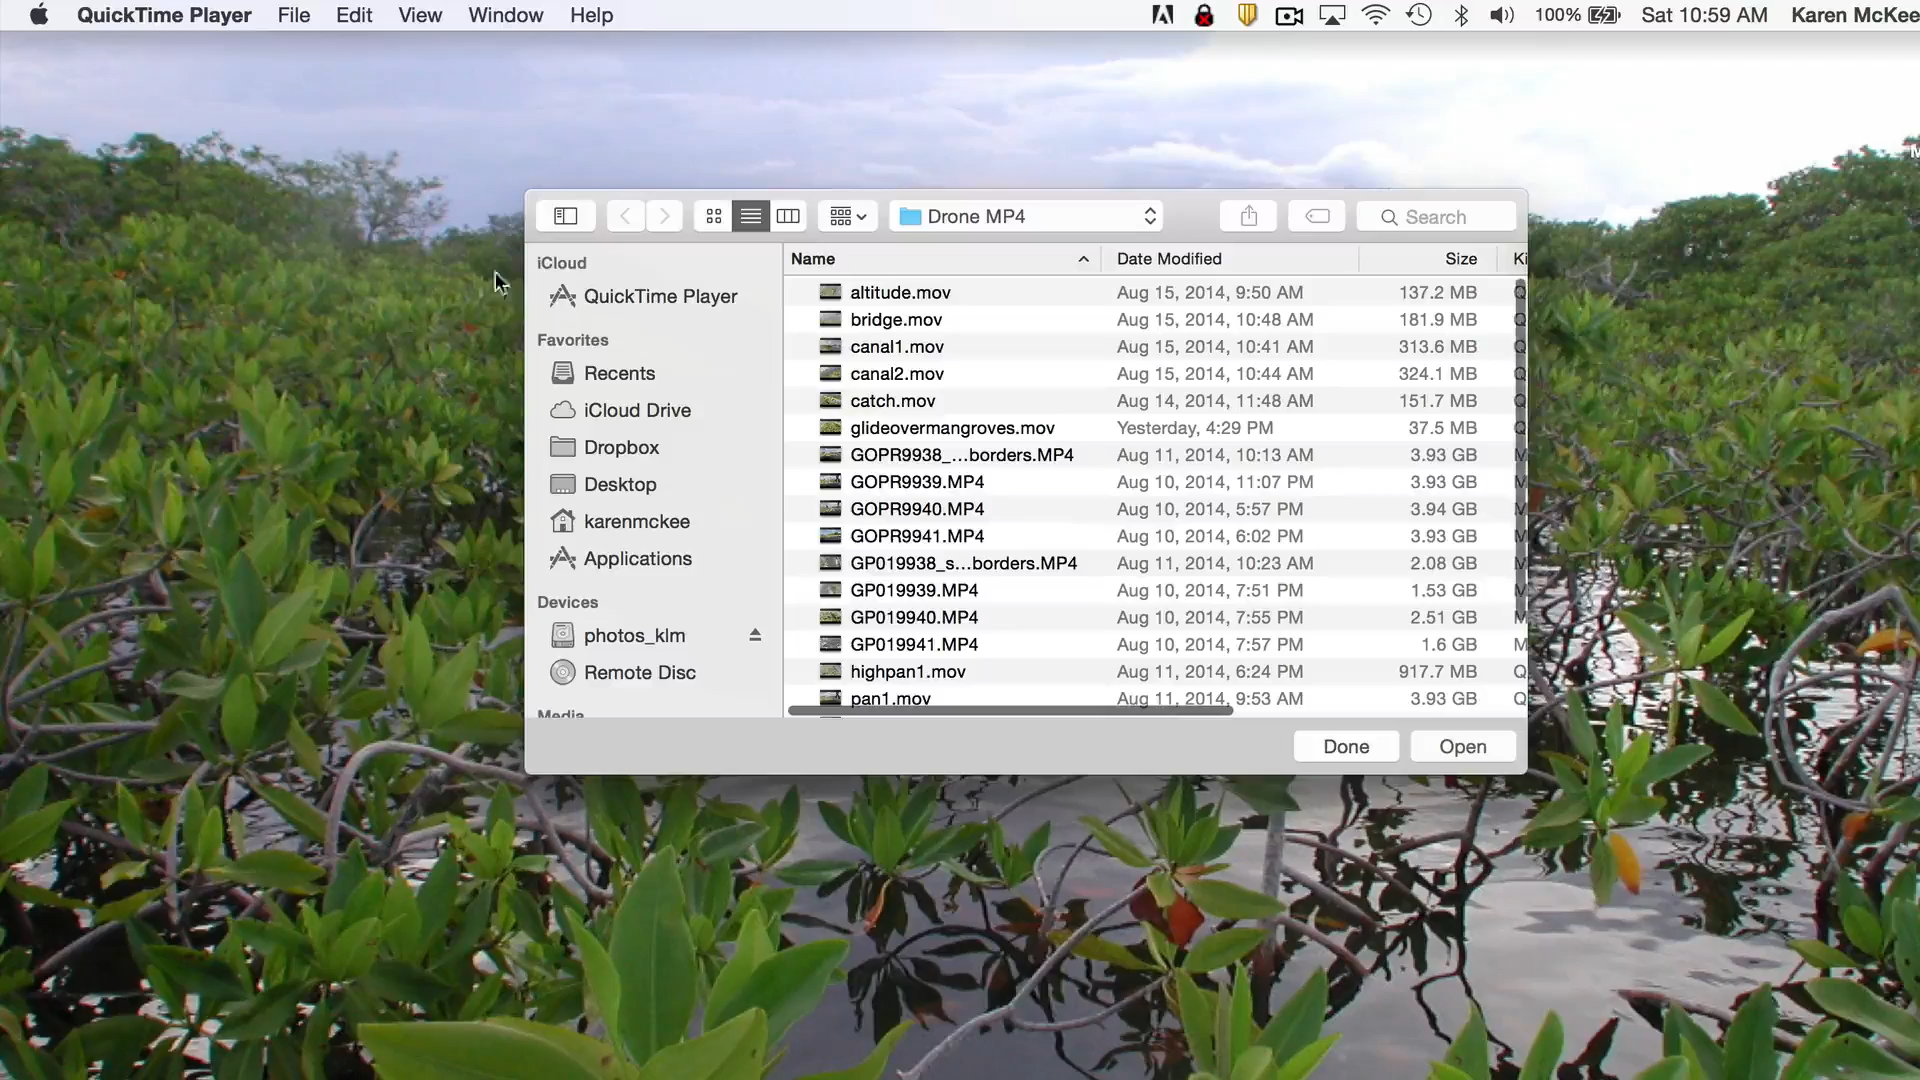 QuickTime Player File Edit View Window Help 100% Sat 10:59 AM Karen McKee
Drone MP4 Search
iCloud
QuickTime Player
Favorites
Recents
iCloud Drive
Dropbox
Desktop
karenmckee
Applications
Devices
photos_klm
Remote Disc
Media
Name Date Modified Size Ki
altitude.mov Aug 15, 2014, 9:50 AM 137.2 MB
bridge.mov Aug 15, 2014, 10:48 AM 181.9 MB
canal1.mov Aug 15, 2014, 10:41 AM 313.6 MB
canal2.mov Aug 15, 2014, 10:44 AM 324.1 MB
catch.mov Aug 14, 2014, 11:48 AM 151.7 MB
glideovermangroves.mov Yesterday, 4:29 PM 37.5 MB
GOPR9938_...borders.MP4 Aug 11, 2014, 10:13 AM 3.93 GB
GOPR9939.MP4 Aug 10, 2014, 11:07 PM 3.93 GB
GOPR9940.MP4 Aug 10, 2014, 5:57 PM 3.94 GB
GOPR9941.MP4 Aug 10, 2014, 6:02 PM 3.93 GB
GP019938_s...borders.MP4 Aug 11, 2014, 10:23 AM 2.08 GB
GP019939.MP4 Aug 10, 2014, 7:51 PM 1.53 GB
GP019940.MP4 Aug 10, 2014, 7:55 PM 2.51 GB
GP019941.MP4 Aug 10, 2014, 7:57 PM 1.6 GB
highpan1.mov Aug 11, 2014, 6:24 PM 917.7 MB
pan1.mov Aug 11, 2014, 9:53 AM 3.93 GB
Done Open